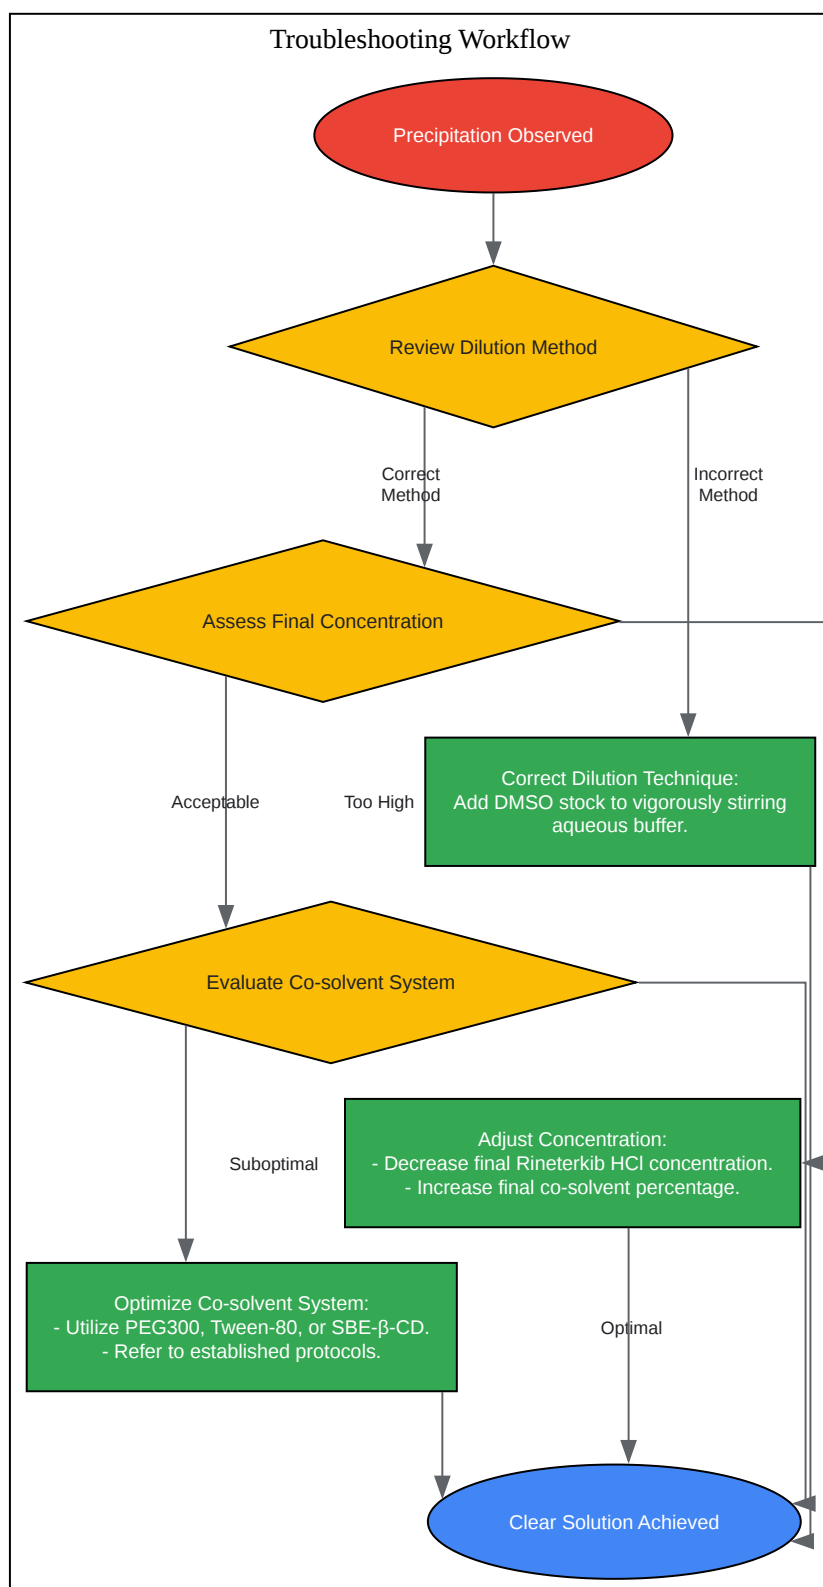 Troubleshooting Workflow
Precipitation Observed
Review Dilution Method
Correct
Method
Incorrect
Method
Assess Final Concentration
Acceptable
Too High
Correct Dilution Technique:
Add DMSO stock to vigorously stirring
aqueous buffer.
Evaluate Co-solvent System
Suboptimal
Adjust Concentration:
- Decrease final Rineterkib HCl concentration.
- Increase final co-solvent percentage.
Optimize Co-solvent System:
- Utilize PEG300, Tween-80, or SBE-β-CD.
- Refer to established protocols.
Optimal
Clear Solution Achieved